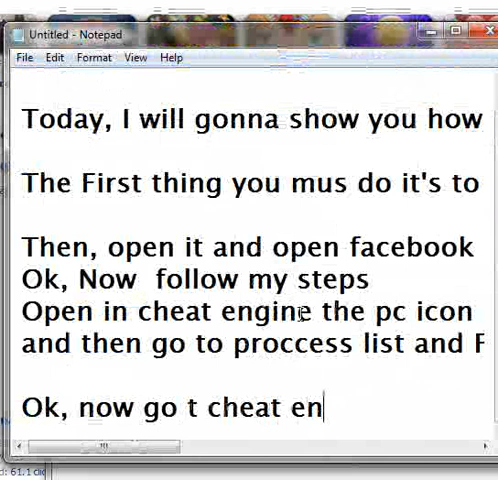 Untitled - Notepad
File Edit Format View Help
Today, I will gonna show you how
The First thing you mus do it's to
Then, open it and open facebook
Ok, Now  follow my steps
Open in cheat engine the pc icon
and then go to proccess list and F
Ok, now go t cheat en
d: 61.1